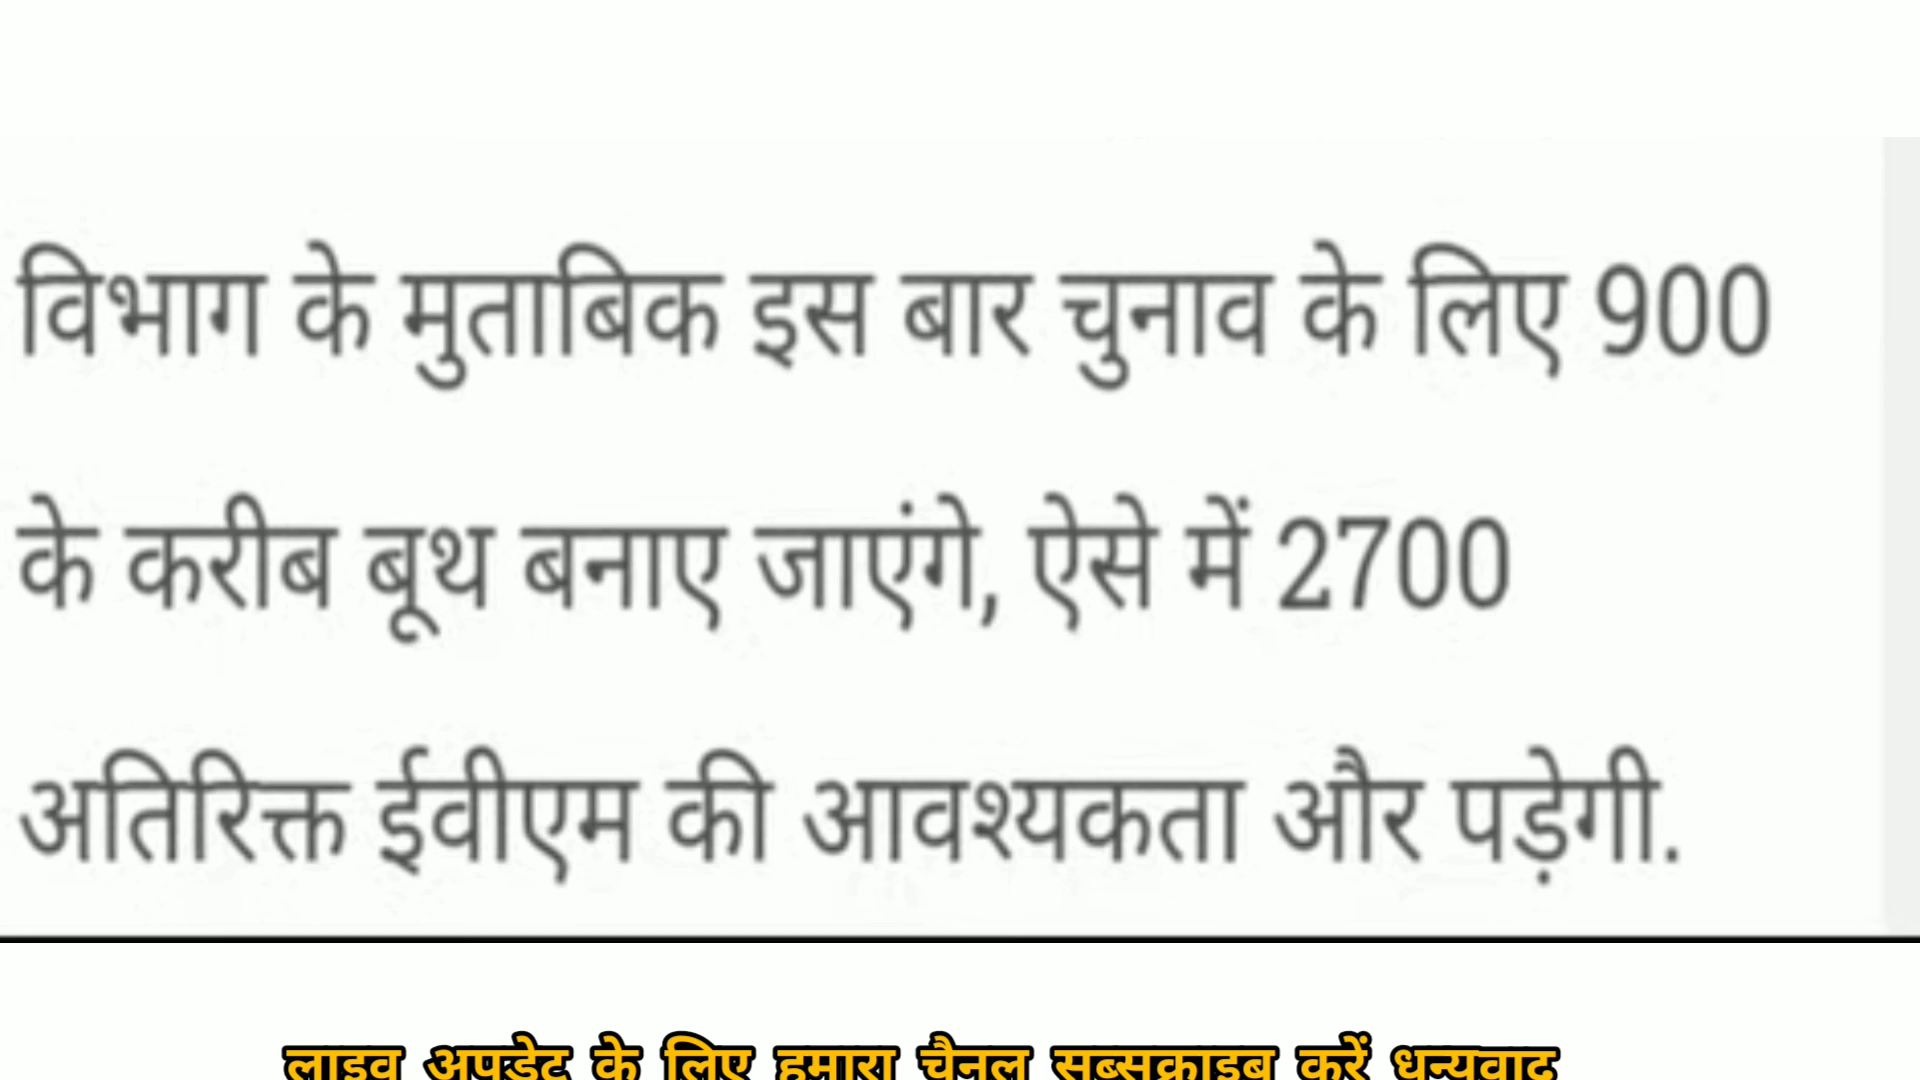 विभाग के मुताबिक इस बार चुनाव के लिए 900
के करीब बूथ बनाए जाएंगे, ऐसे में 2700
अतिरिक्त ईवीएम की आवश्यकता और पड़ेगी.
लाइव अपडेट के लिए हमारा चैनल सब्सक्राइब करें धन्यवाद